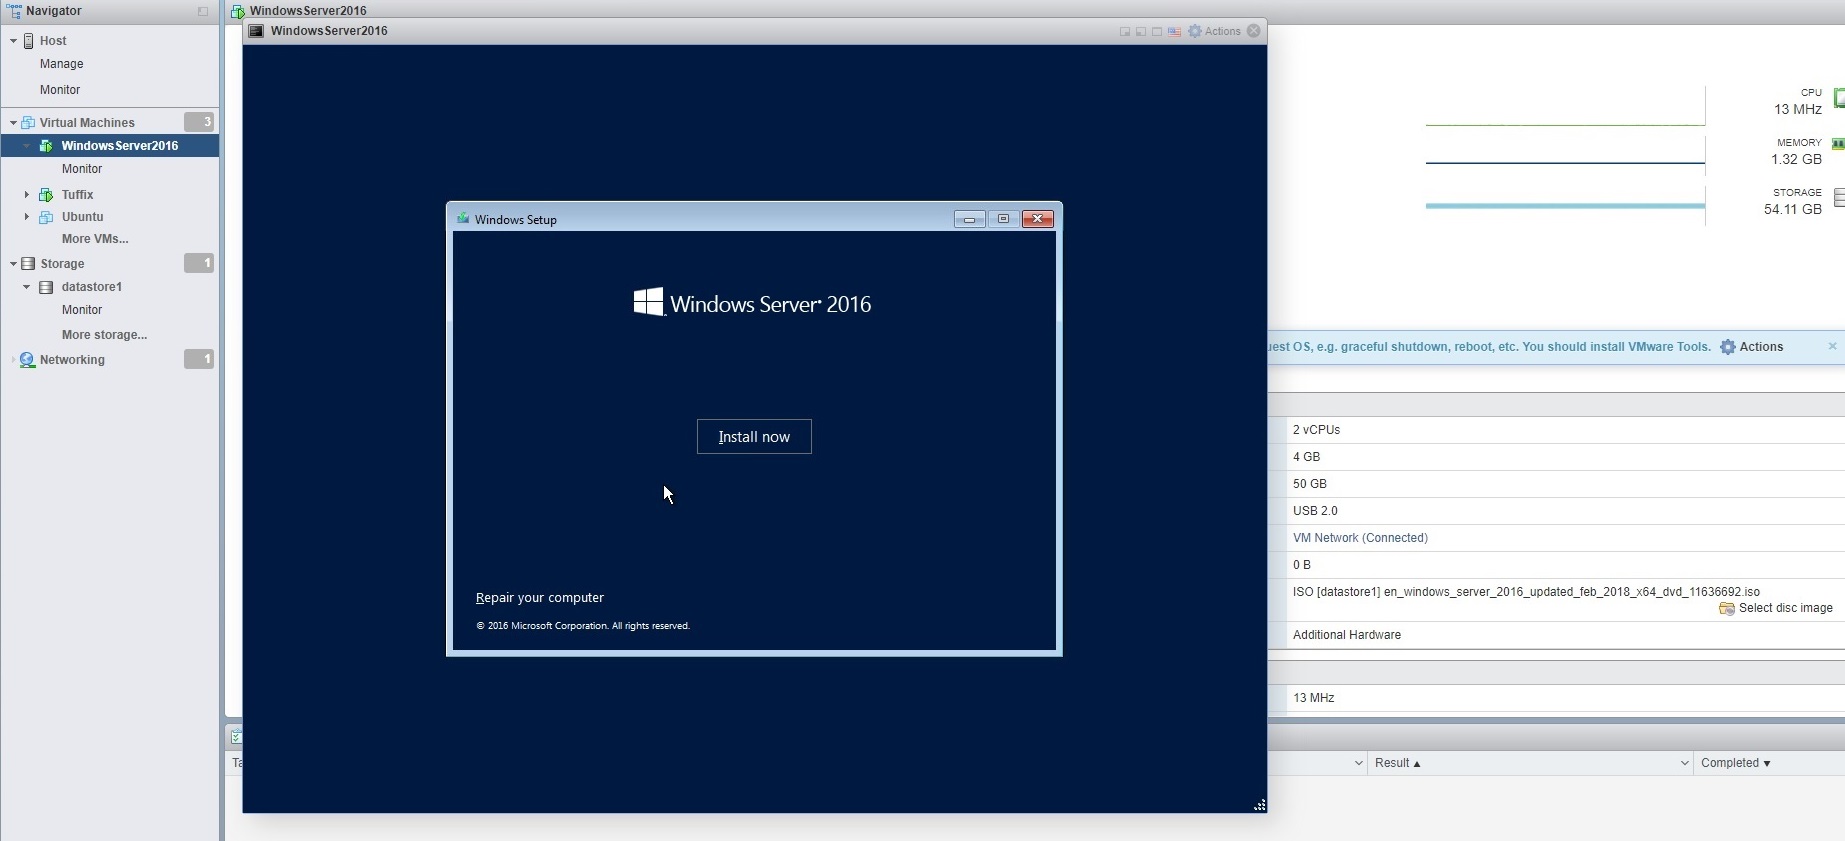 Navigator
Host
Manage
Monitor
Virtual Machines 3
WindowsServer2016
Monitor
Tuffix
Ubuntu
More VMs...
Storage 1
datastore1
Monitor
More storage...
Networking 1
WindowsServer2016
WindowsServer2016
Actions
Windows Setup
Windows Server® 2016
Install now
Repair your computer
© 2016 Microsoft Corporation. All rights reserved.
CPU
13 MHz
MEMORY
1.32 GB
STORAGE
54.11 GB
OS, e.g. graceful shutdown, reboot, etc. You should install VMware Tools. Actions
2 vCPUs
4 GB
50 GB
USB 2.0
VM Network (Connected)
0 B
ISO [datastore1] en_windows_server_2016_updated_feb_2018_x64_dvd_11636692.iso
Select disc image
Additional Hardware
13 MHz
Result
Completed